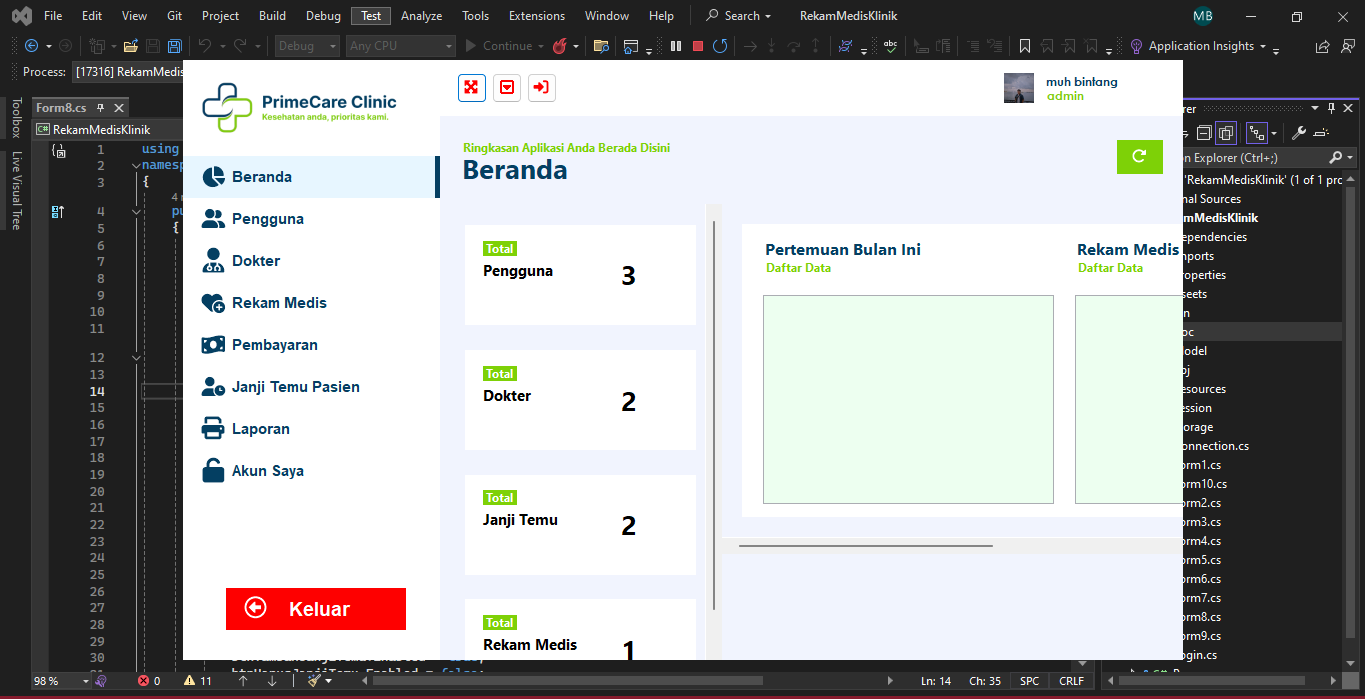 File Edit View Git Project Build Debug Test Analyze Tools Extensions Window Help Search RekamMedisKlinik MB
Debug Any CPU Continue abc Application Insights
Process: [17316] RekamMedis
Toolbox
Live Visual Tree
Form8.cs
C# RekamMedisKlinik
1 using
2 namesp
3 {
4
5 {
6
7
8
9
10
11
12
13
14
15
16
17
18
19
20
21
22
23
24
25
26
27
28
29
30
98 % 0 11 Ln: 14 Ch: 35 SPC CRLF
PrimeCare Clinic
Kesehatan anda, prioritas kami.
Beranda
Pengguna
Dokter
Rekam Medis
Pembayaran
Janji Temu Pasien
Laporan
Akun Saya
Keluar
muh bintang
admin
Ringkasan Aplikasi Anda Berada Disini
Beranda
Total
Pengguna 3
Total
Dokter 2
Total
Janji Temu 2
Total
Rekam Medis 1
Pertemuan Bulan Ini
Daftar Data
Rekam Medis
Daftar Data
rer
n Explorer (Ctrl+;)
'RekamMedisKlinik' (1 of 1 pro
nal Sources
amMedisKlinik
ependencies
mports
roperties
seets
n
oc
odel
bj
esources
ession
orage
onnection.cs
orm1.cs
orm10.cs
orm2.cs
orm3.cs
orm4.cs
orm5.cs
orm6.cs
orm7.cs
orm8.cs
orm9.cs
ogin.cs